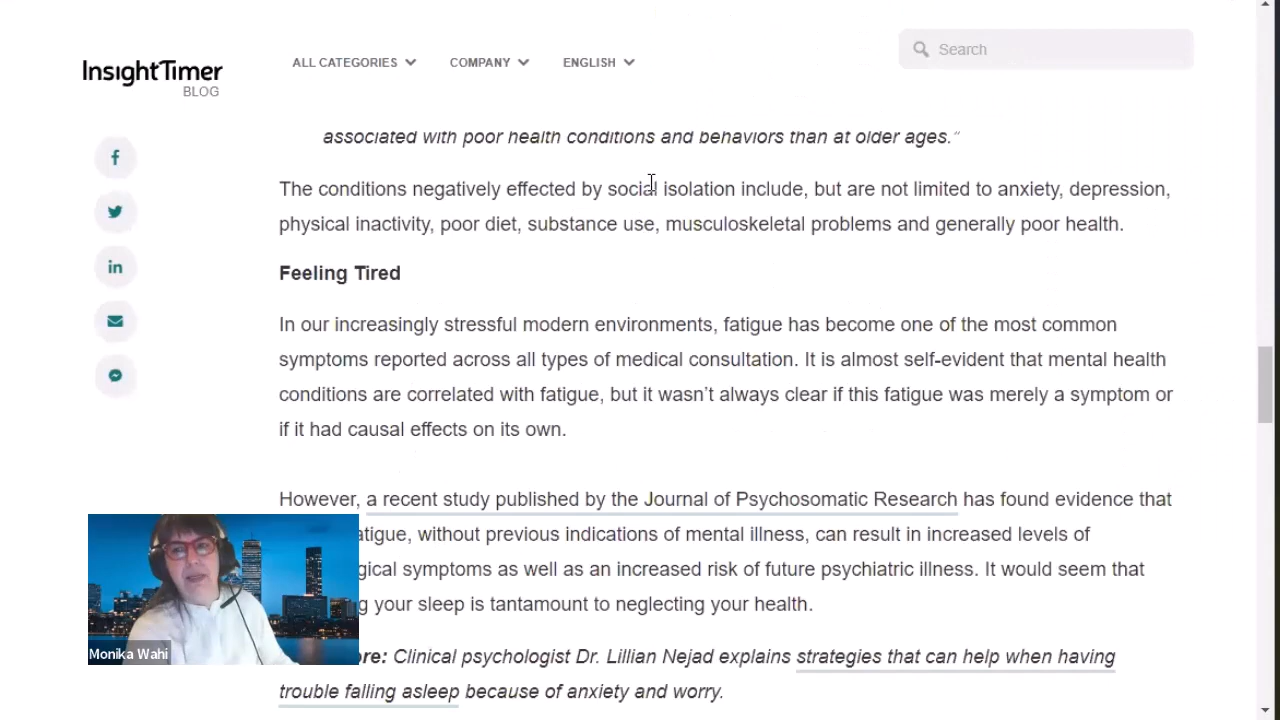 InsightTimer
BLOG
ALL CATEGORIES
COMPANY
ENGLISH
Search
associated with poor health conditions and behaviors than at older ages.”
The conditions negatively effected by social isolation include, but are not limited to anxiety, depression,
physical inactivity, poor diet, substance use, musculoskeletal problems and generally poor health.
Feeling Tired
In our increasingly stressful modern environments, fatigue has become one of the most common
symptoms reported across all types of medical consultation. It is almost self-evident that mental health
conditions are correlated with fatigue, but it wasn’t always clear if this fatigue was merely a symptom or
if it had causal effects on its own.
However, a recent study published by the Journal of Psychosomatic Research has found evidence that
fatigue, without previous indications of mental illness, can result in increased levels of
symptoms as well as an increased risk of future psychiatric illness. It would seem that
your sleep is tantamount to neglecting your health.
Clinical psychologist Dr. Lillian Nejad explains strategies that can help when having
trouble falling asleep because of anxiety and worry.
Monika Wahi